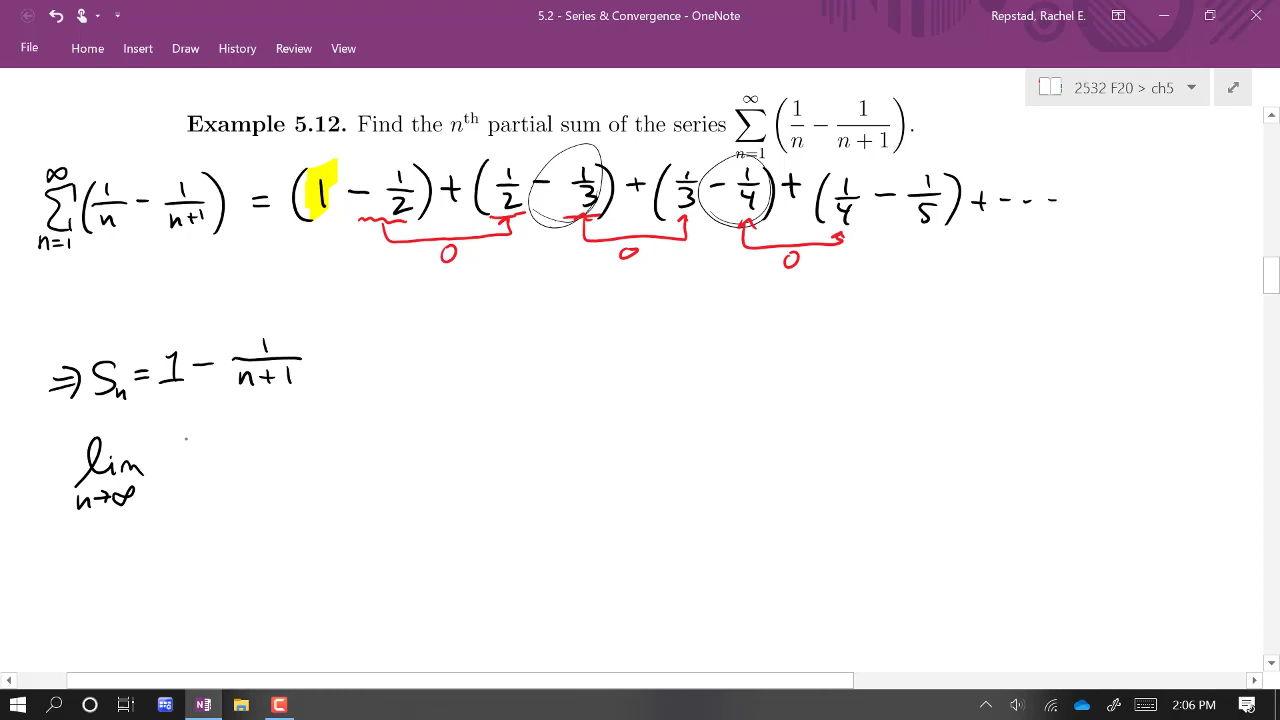 5.2 - Series & Convergence - OneNote
Repstad, Rachel E.
File Home Insert Draw History Review View
2532 F20 > ch5
Example 5.12. Find the nᵗʰ partial sum of the series ∑_{n=1}^{∞} (1/n − 1/(n + 1)).
∑_{n=1}^{∞} (1/n − 1/(n+1)) = (1 − 1/2) + (1/2 − 1/3) + (1/3 − 1/4) + (1/4 − 1/5) + ---
0 0 0
⇒ Sₙ = 1 − 1/(n+1)
lim
n→∞
2:06 PM